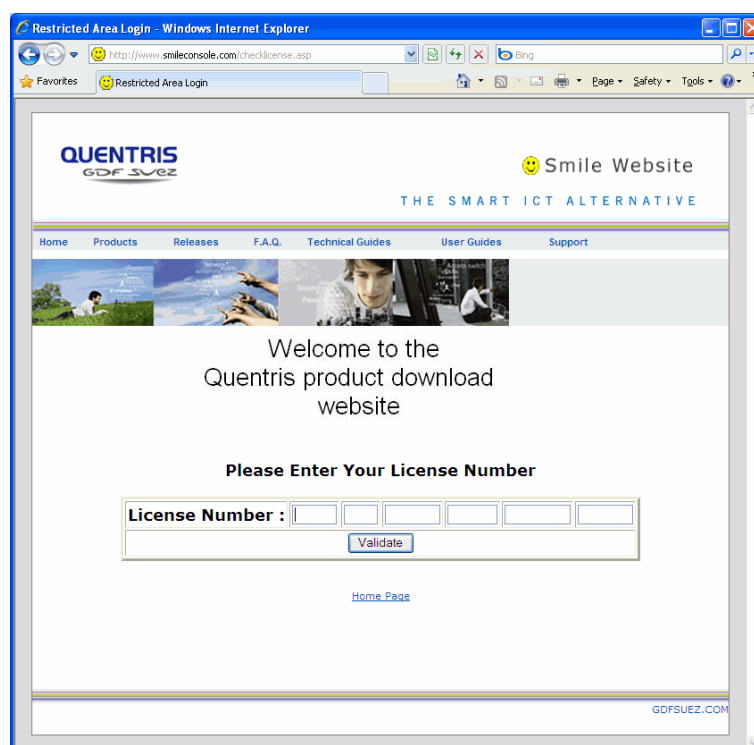 Restricted Area Login - Windows Internet Explorer
http://www.smileconsole.com/checklicense.asp
Bing
Favorites
Restricted Area Login
Page
Safety
Tools
QUENTRIS
GDF SUEZ
Smile Website
THE SMART ICT ALTERNATIVE
Home Products Releases F.A.Q. Technical Guides User Guides Support
Welcome to the
Quentris product download
website
Please Enter Your License Number
License Number :
Validate
Home Page
GDFSUEZ.COM